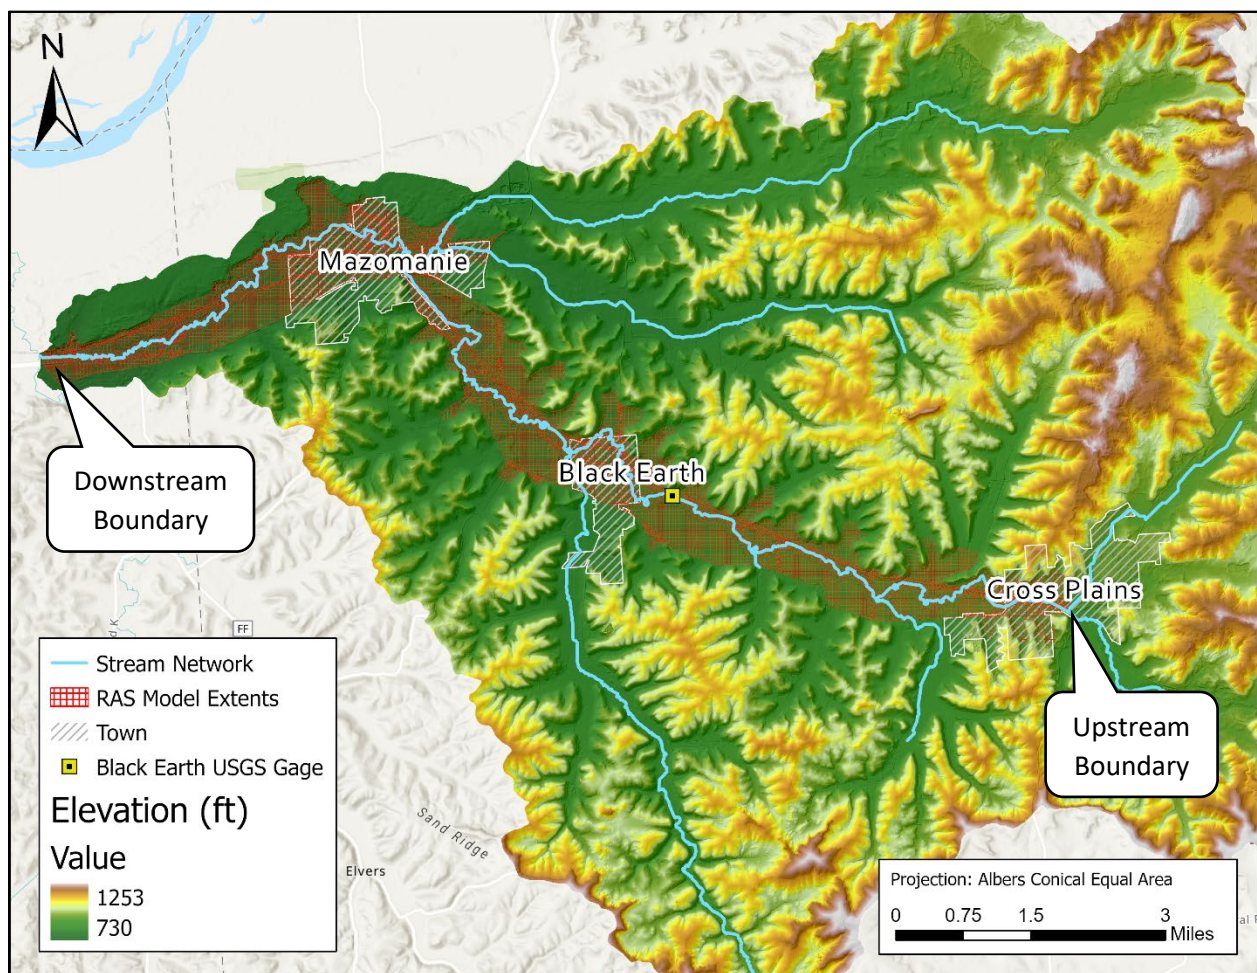 N
Mazomanie
Black Earth
Cross Plains
Downstream
Boundary
Upstream
Boundary
FF
Stream Network
RAS Model Extents
Town
Black Earth USGS Gage
Elevation (ft)
Value
1253
730
Sand Ridge
Elvers
Projection: Albers Conical Equal Area
0 0.75 1.5 3
Miles